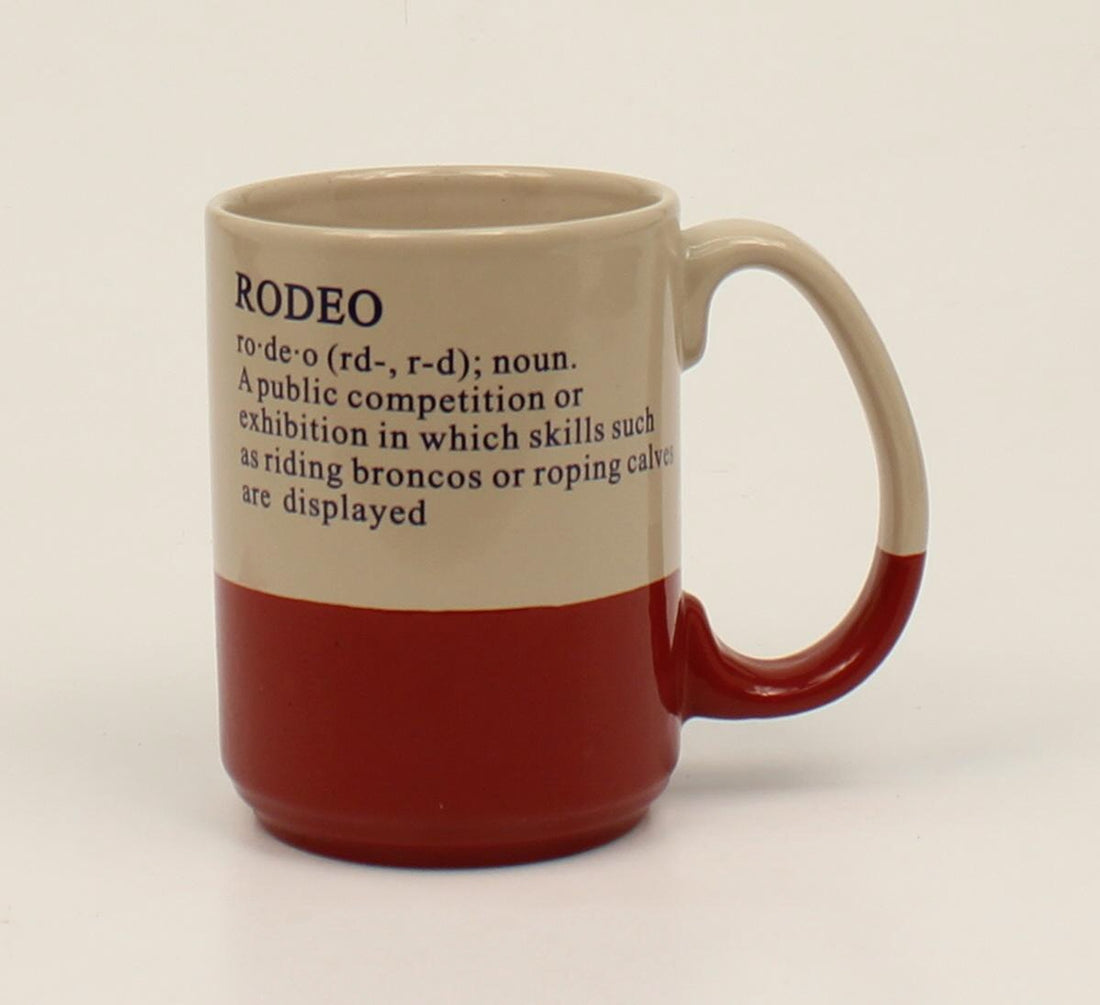 RODEO
ro·de·o (rd-, r-d); noun.
A public competition or
exhibition in which skills such
as riding broncos or roping calves
are displayed